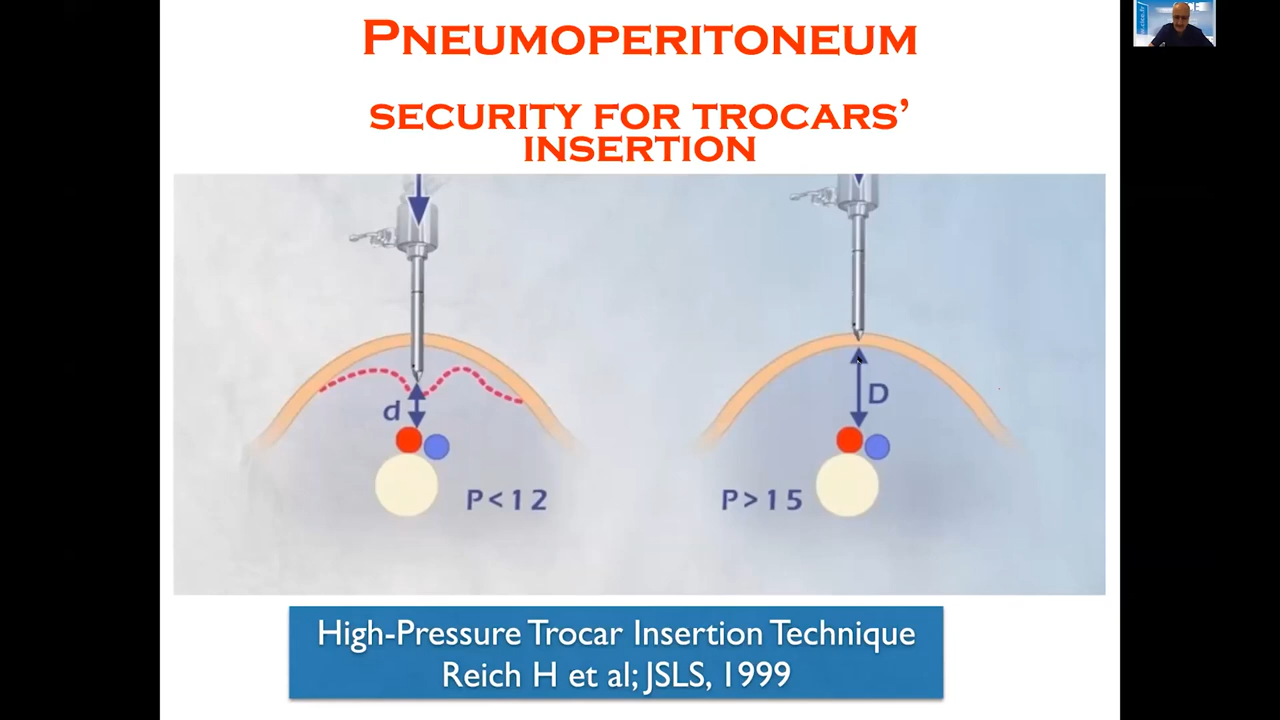 PNEUMOPERITONEUM
SECURITY FOR TROCARS'
INSERTION
d
D
P<12
P>15
High-Pressure Trocar Insertion Technique
Reich H et al; JSLS, 1999